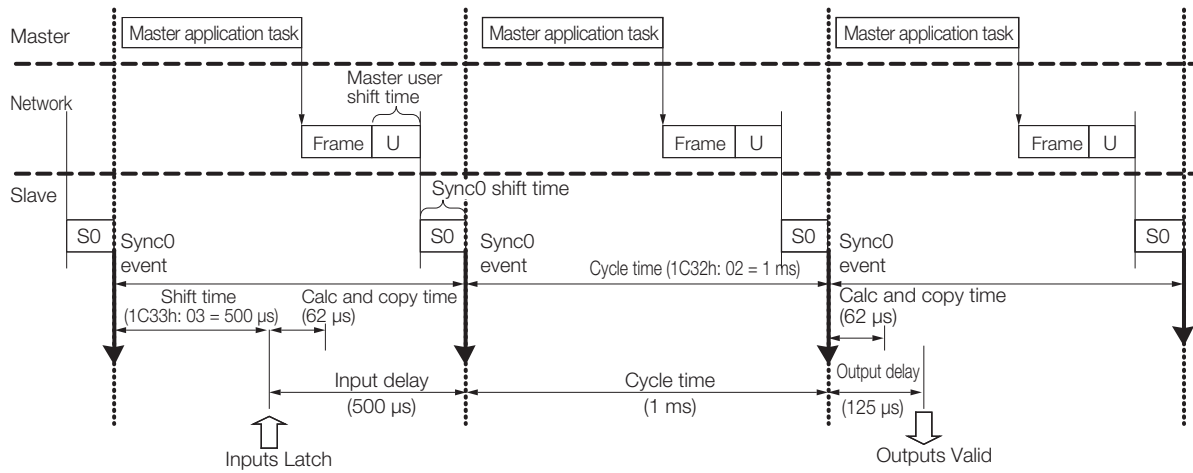 Master
Master application task
Master application task
Master application task
Network
Master user
shift time
Frame
U
Frame
U
Frame
U
Slave
Sync0 shift time
S0
S0
S0
S0
Sync0
event
Sync0
event
Sync0
event
Cycle time (1C32h: 02 = 1 ms)
Shift time
(1C33h: 03 = 500 µs)
Calc and copy time
(62 µs)
Calc and copy time
(62 µs)
Input delay
(500 µs)
Cycle time
(1 ms)
Output delay
(125 µs)
Inputs Latch
Outputs Valid